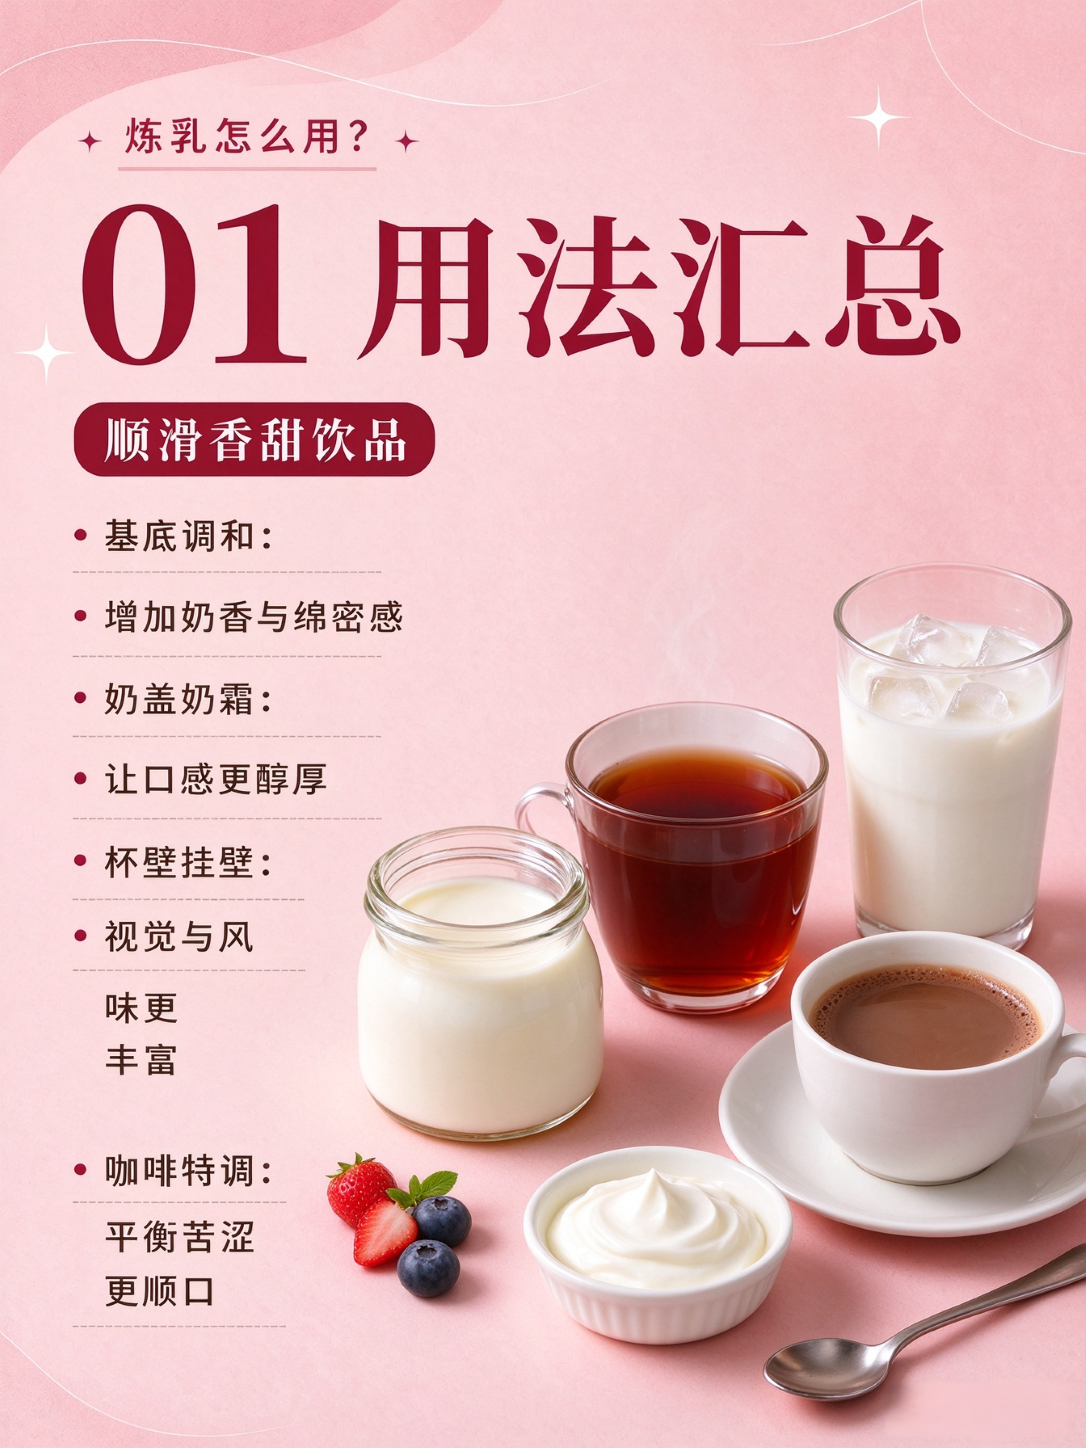 炼乳怎么用？
01 用法汇总
顺滑香甜饮品
• 基底调和：
• 增加奶香与绵密感
• 奶盖奶霜：
• 让口感更醇厚
• 杯壁挂壁：
• 视觉与风
味更
丰富
• 咖啡特调：
平衡苦涩
更顺口